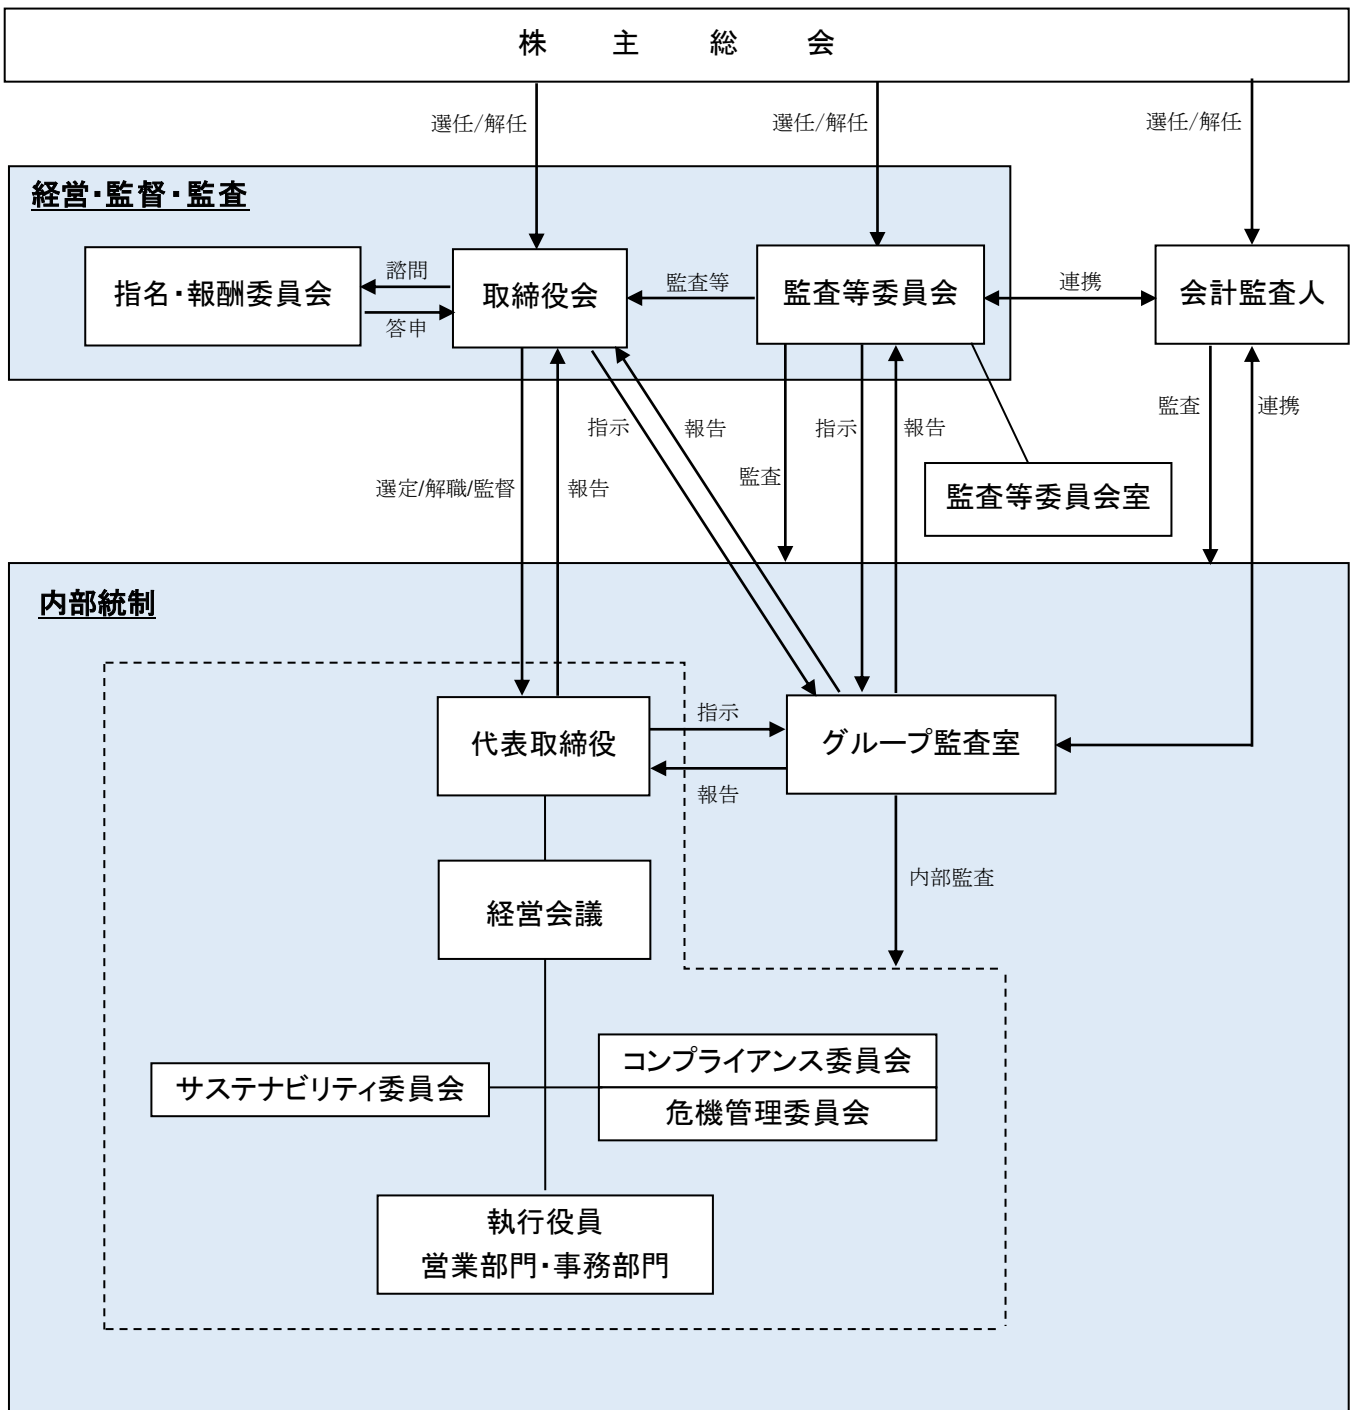 株主総会
選任/解任
選任/解任
選任/解任
経営・監督・監査
指名・報酬委員会
諮問
答申
取締役会
監査等
監査等委員会
連携
会計監査人
選定/解職/監督
報告
指示
報告
監査
指示
報告
監査等委員会室
監査
連携
内部統制
代表取締役
指示
報告
グループ監査室
内部監査
経営会議
サステナビリティ委員会
コンプライアンス委員会
危機管理委員会
執行役員
営業部門・事務部門